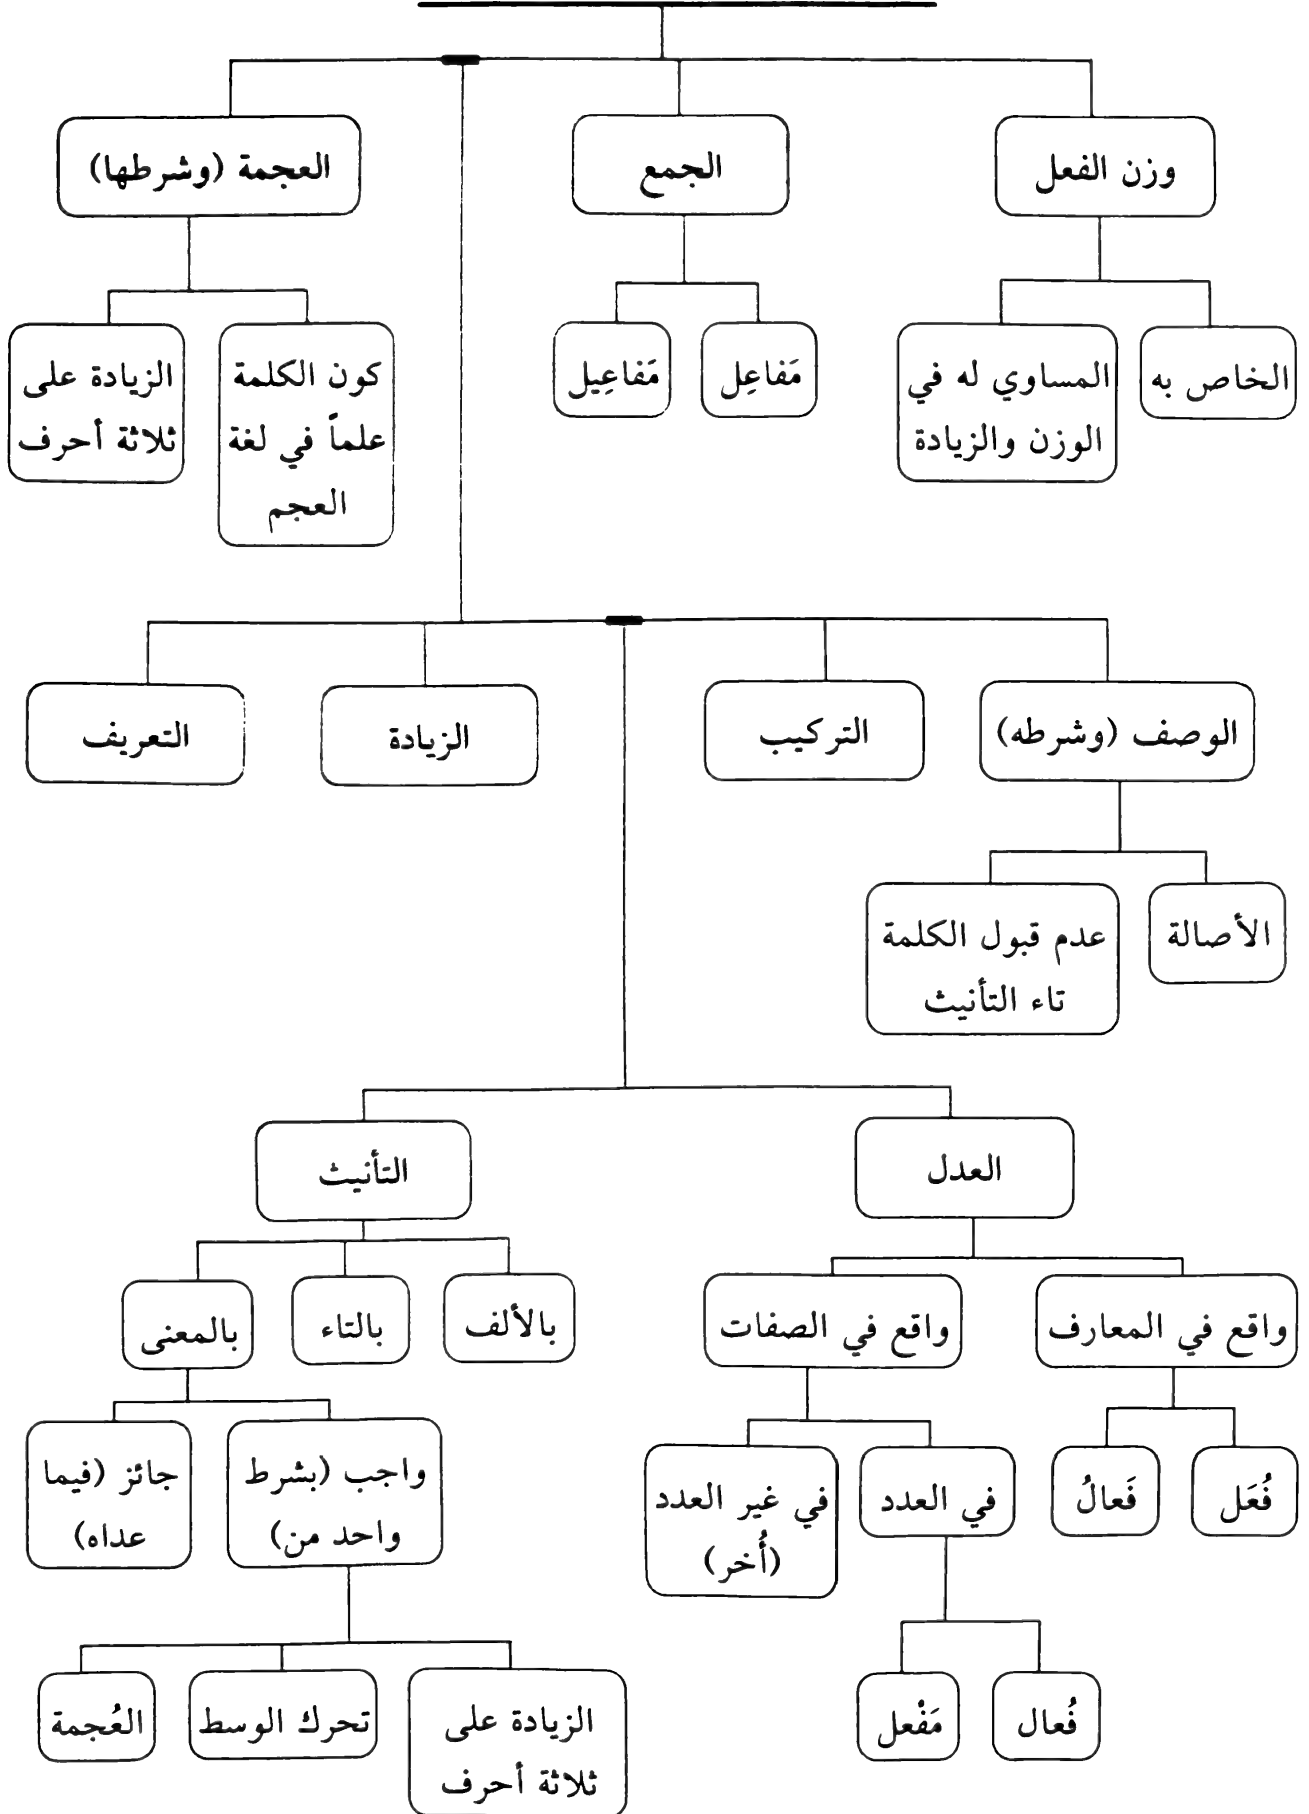 وزن الفعل
الجمع
العجمة (وشرطها)
الخاص به
المساوي له في
الوزن والزيادة
مَفاعِل
مَفاعِيل
كون الكلمة
علماً في لغة
العجم
الزيادة على
ثلاثة أحرف
الوصف (وشرطه)
التركيب
الزيادة
التعريف
الأصالة
عدم قبول الكلمة
تاء التأنيث
العدل
التأنيث
واقع في المعارف
واقع في الصفات
بالألف
بالتاء
بالمعنى
فُعَل
فَعالُ
في العدد
في غير العدد
(أُخر)
واجب (بشرط
واحد من)
جائز (فيما
عداه)
فُعال
مَفْعل
الزيادة على
ثلاثة أحرف
تحرك الوسط
العُجمة